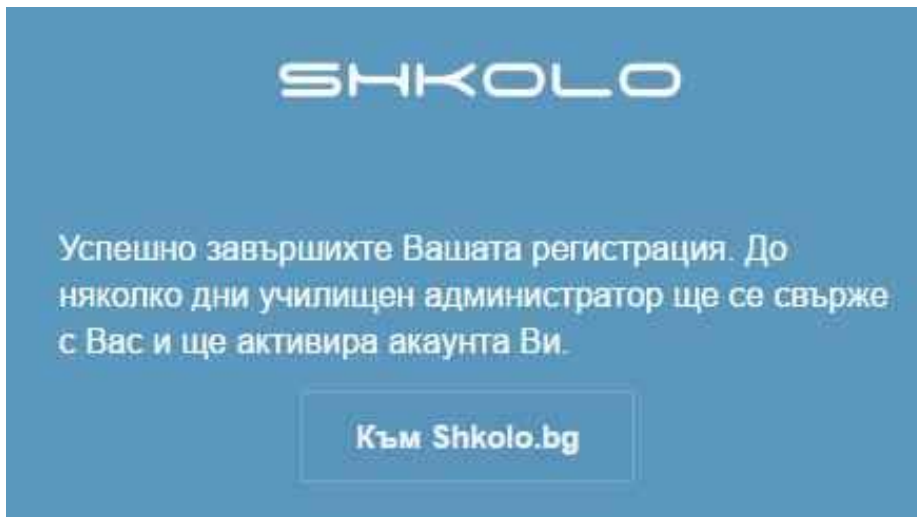 SHKOLO
Успешно завършихте Вашата регистрация. До
няколко дни училищен администратор ще се свърже
с Вас и ще активира акаунта Ви.
Към Shkolo.bg